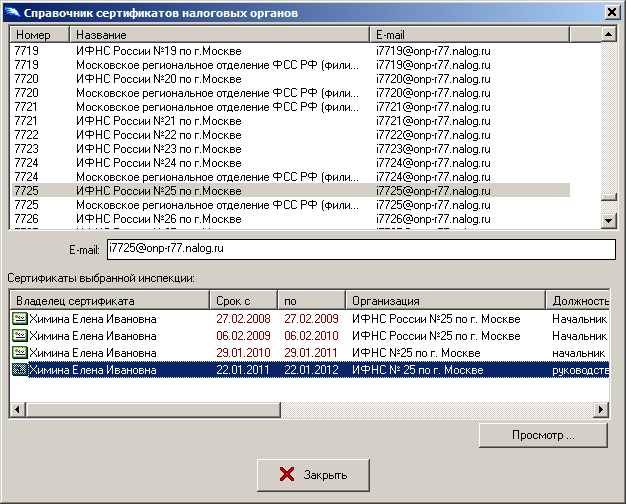 Справочник сертификатов налоговых органов
Номер Название E-mail
7719 ИФНС России №19 по г.Москве i7719@onp-r77.nalog.ru
7719 Московское региональное отделение ФСС РФ (фили... i7719@onp-r77.nalog.ru
7720 ИФНС России №20 по г.Москве i7720@onp-r77.nalog.ru
7720 Московское региональное отделение ФСС РФ (фили... i7720@onp-r77.nalog.ru
7721 Московское региональное отделение ФСС РФ (фили... i7721@onp-r77.nalog.ru
7721 ИФНС России №21 по г.Москве i7721@onp-r77.nalog.ru
7722 ИФНС России №22 по г.Москве i7722@onp-r77.nalog.ru
7723 ИФНС России №23 по г.Москве i7723@onp-r77.nalog.ru
7724 ИФНС России №24 по г.Москве i7724@onp-r77.nalog.ru
7724 Московское региональное отделение ФСС РФ (фили... i7724@onp-r77.nalog.ru
7725 ИФНС России №25 по г.Москве i7725@onp-r77.nalog.ru
7725 Московское региональное отделение ФСС РФ (фили... i7725@onp-r77.nalog.ru
7726 ИФНС России №26 по г.Москве i7726@onp-r77.nalog.ru
E-mail: i7725@onp-r77.nalog.ru
Сертификаты выбранной инспекции:
Владелец сертификата Срок с по Организация Должность
Химина Елена Ивановна 27.02.2008 27.02.2009 ИФНС России №25 по г. Москве Начальник
Химина Елена Ивановна 06.02.2009 06.02.2010 ИФНС России №25 по г. Москве Начальник
Химина Елена Ивановна 29.01.2010 29.01.2011 ИФНС №25 по г. Москве начальник
Химина Елена Ивановна 22.01.2011 22.01.2012 ИФНС № 25 по г. Москве руководств
Просмотр ...
Закрыть